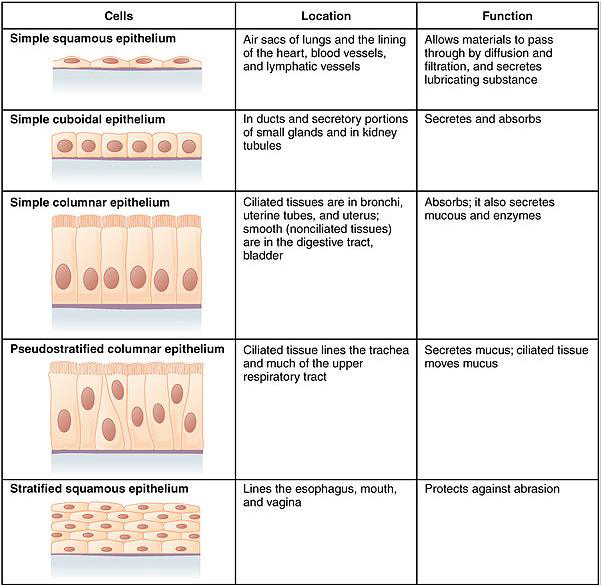 Cells
Location
Function
Simple squamous epithelium
Air sacs of lungs and the lining
of the heart, blood vessels,
and lymphatic vessels
Allows materials to pass
through by diffusion and
filtration, and secretes
lubricating substance
Simple cuboidal epithelium
In ducts and secretory portions
of small glands and in kidney
tubules
Secretes and absorbs
Simple columnar epithelium
Ciliated tissues are in bronchi,
uterine tubes, and uterus;
smooth (nonciliated tissues)
are in the digestive tract,
bladder
Absorbs; it also secretes
mucous and enzymes
Pseudostratified columnar epithelium
Ciliated tissue lines the trachea
and much of the upper
respiratory tract
Secretes mucus; ciliated tissue
moves mucus
Stratified squamous epithelium
Lines the esophagus, mouth,
and vagina
Protects against abrasion